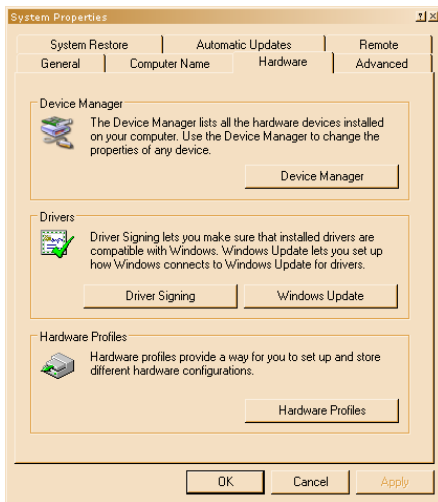 System Properties
System Restore
Automatic Updates
Remote
General
Computer Name
Hardware
Advanced
Device Manager
The Device Manager lists all the hardware devices installed
on your computer. Use the Device Manager to change the
properties of any device.
Device Manager
Drivers
Driver Signing lets you make sure that installed drivers are
compatible with Windows. Windows Update lets you set up
how Windows connects to Windows Update for drivers.
Driver Signing
Windows Update
Hardware Profiles
Hardware profiles provide a way for you to set up and store
different hardware configurations.
Hardware Profiles
OK
Cancel
Apply